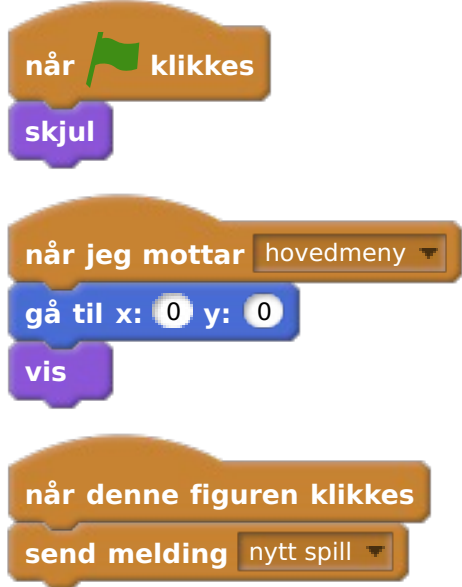 når klikkes
skjul
når jeg mottar hovedmeny
gå til x: 0 y: 0
vis
når denne figuren klikkes
send melding nytt spill